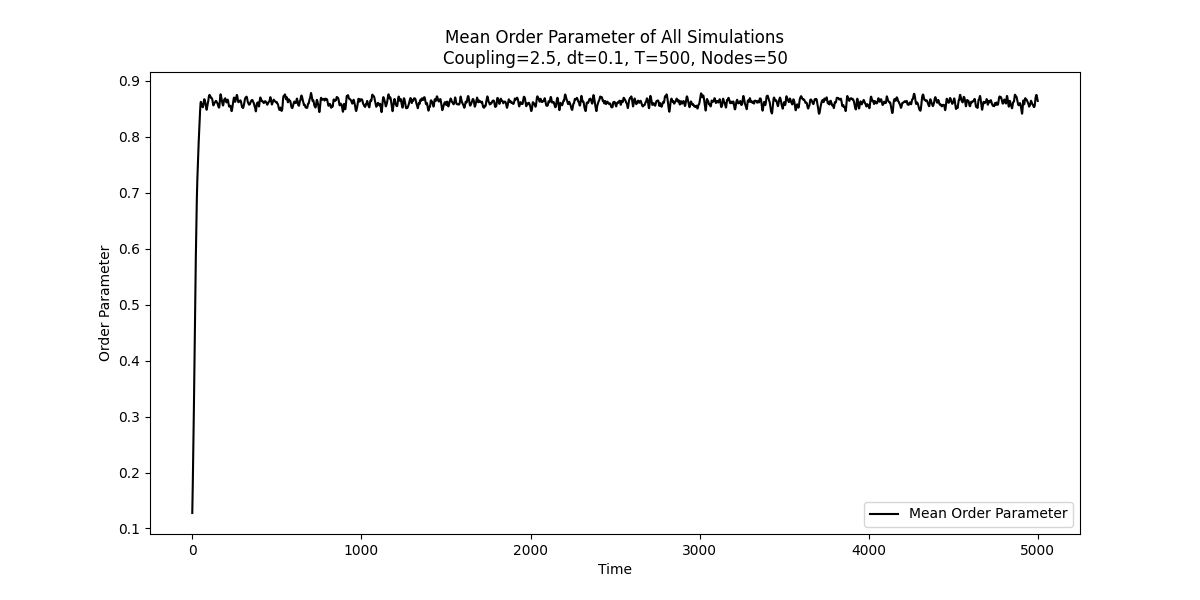 Mean Order Parameter of All Simulations
Coupling=2.5, dt=0.1, T=500, Nodes=50
0.9
0.8
0.7
0.6
0.5
0.4
0.3
0.2
0.1
Order Parameter
Mean Order Parameter
0 1000 2000 3000 4000 5000
Time